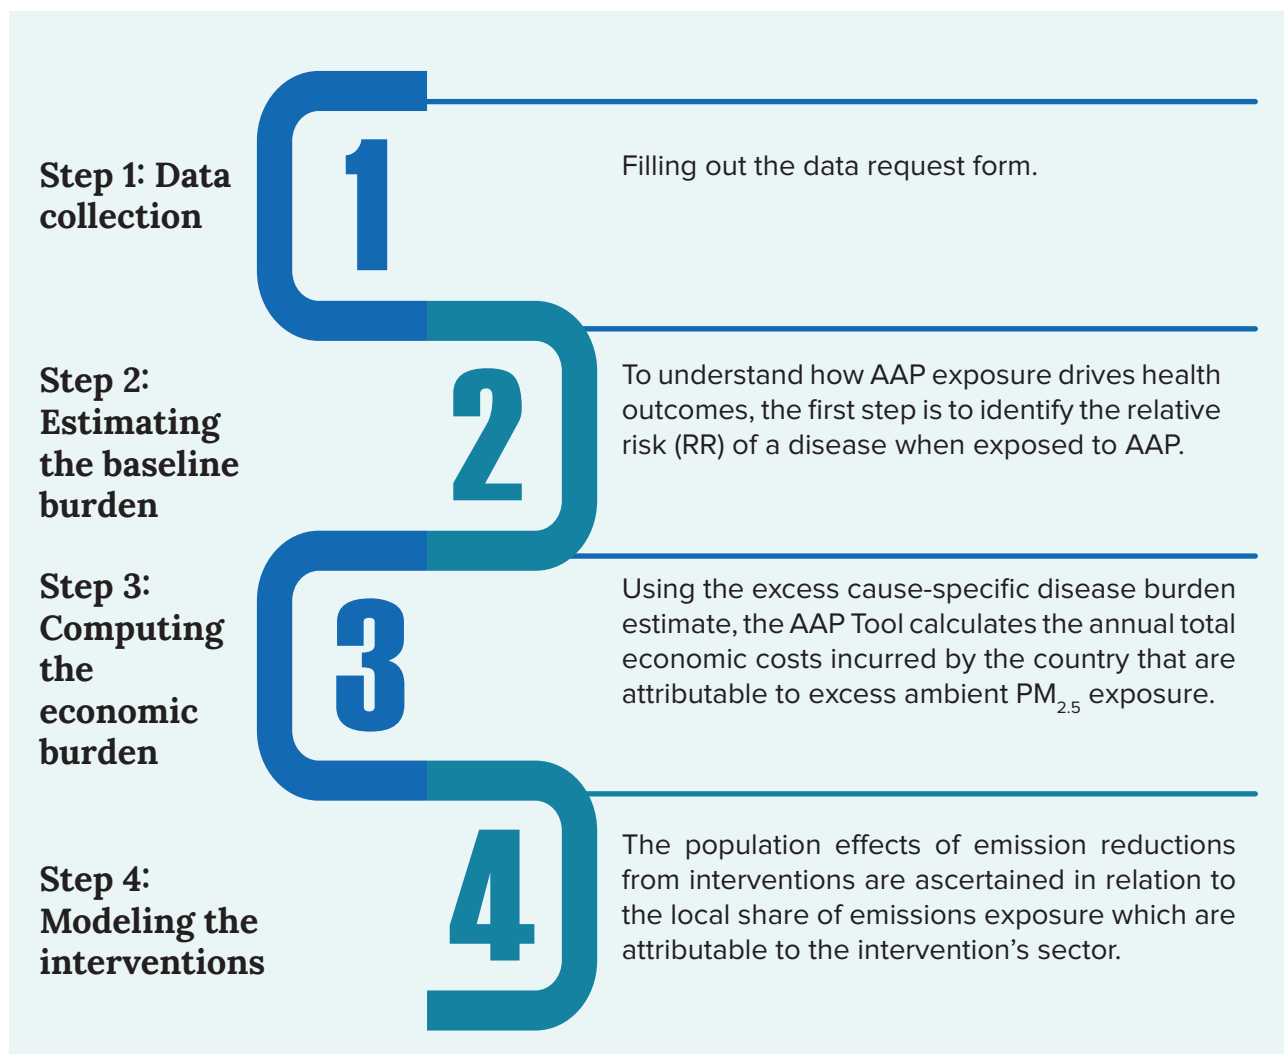 Step 1: Data
collection
1
Filling out the data request form.
Step 2:
Estimating
the baseline
burden
2
To understand how AAP exposure drives health
outcomes, the first step is to identify the relative
risk (RR) of a disease when exposed to AAP.
Step 3:
Computing
the
economic
burden
3
Using the excess cause-specific disease burden
estimate, the AAP Tool calculates the annual total
economic costs incurred by the country that are
attributable to excess ambient PM2.5 exposure.
Step 4:
Modeling the
interventions
4
The population effects of emission reductions
from interventions are ascertained in relation to
the local share of emissions exposure which are
attributable to the intervention’s sector.